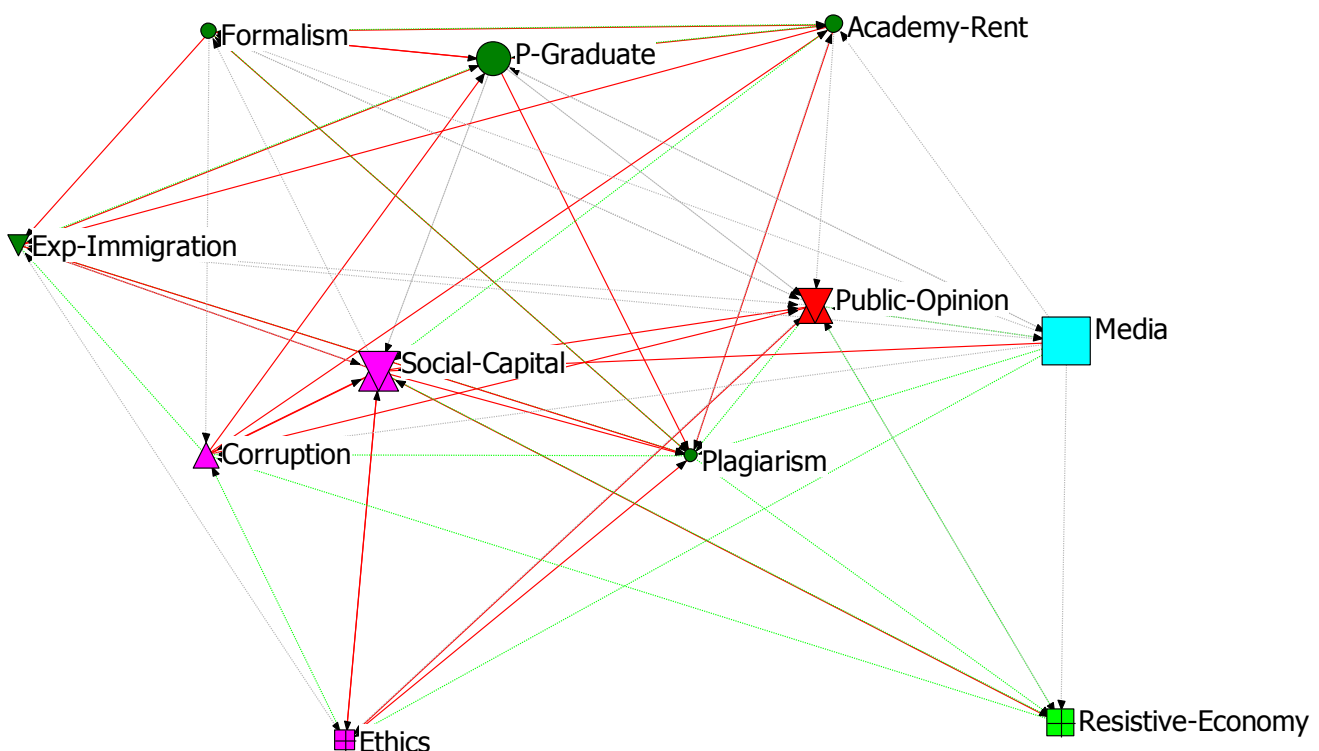 Academy-Rent
Formalism
P-Graduate
Exp-Immigration
Public-Opinion
Media
Social-Capital
Corruption
Plagiarism
Resistive-Economy
Ethics